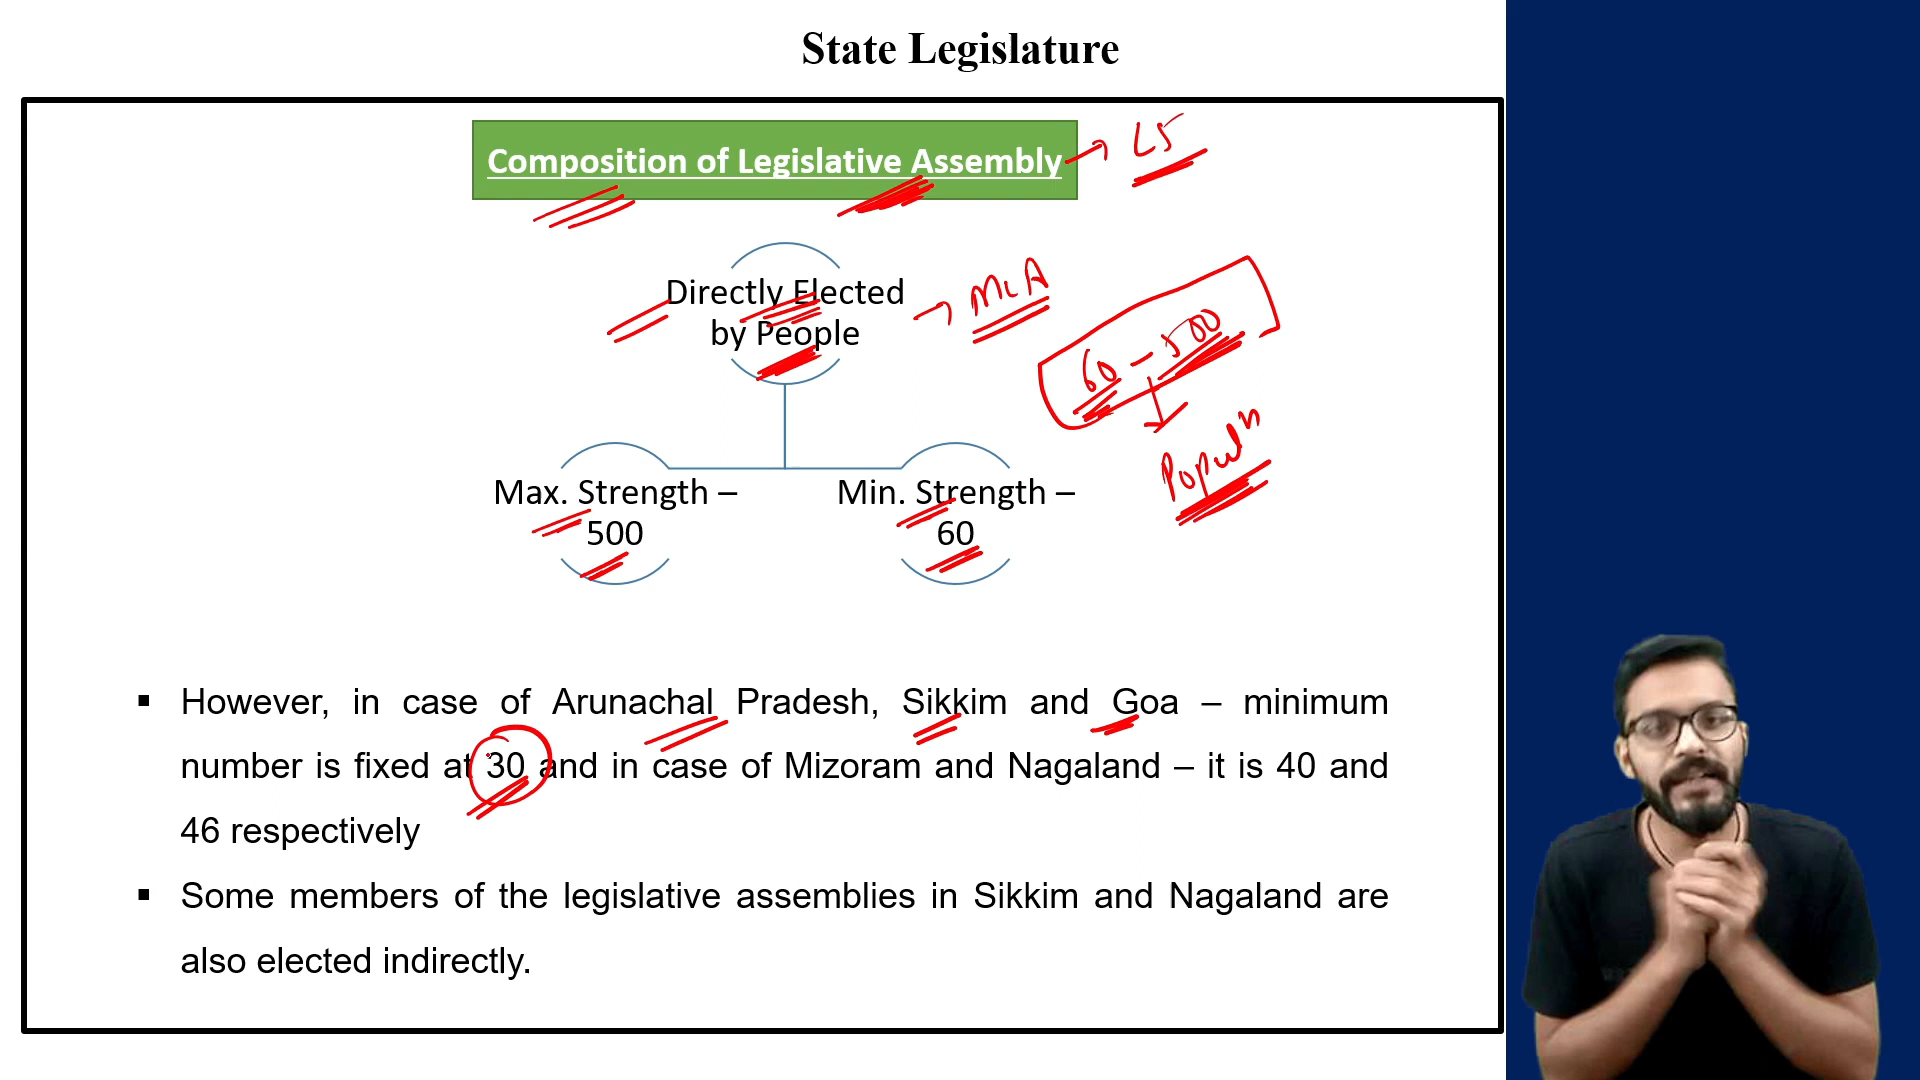 State Legislature
Composition of Legislative Assembly
LS
Directly Elected
by People
MLA
60 - 500
Populⁿ
Max. Strength –
500
Min. Strength –
60
▪ However, in case of Arunachal Pradesh, Sikkim and Goa – minimum
number is fixed at 30 and in case of Mizoram and Nagaland – it is 40 and
46 respectively
▪ Some members of the legislative assemblies in Sikkim and Nagaland are
also elected indirectly.